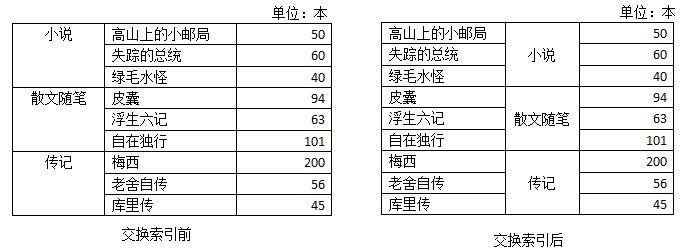 单位：本
小说 高山上的小邮局 50
失踪的总统 60
绿毛水怪 40
散文随笔 皮囊 94
浮生六记 63
自在独行 101
传记 梅西 200
老舍自传 56
库里传 45
交换索引前
单位：本
高山上的小邮局 50
失踪的总统 小说 60
绿毛水怪 40
皮囊 94
浮生六记 散文随笔 63
自在独行 101
梅西 200
老舍自传 传记 56
库里传 45
交换索引后